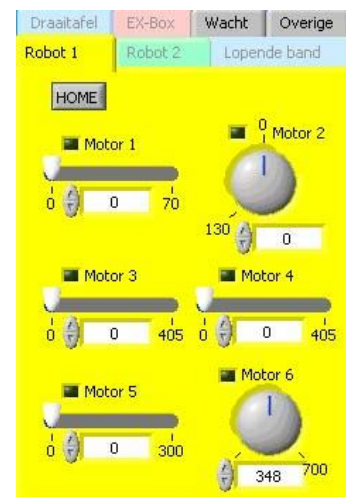 Draaitafel EX-Box Wacht Overige
Robot 1 Robot 2 Lopende band
HOME
Motor 1
0 Motor 2
0 0 70
130 0
Motor 3 Motor 4
0 0 405 0 0 405
Motor 5 Motor 6
0 0 300
348 700